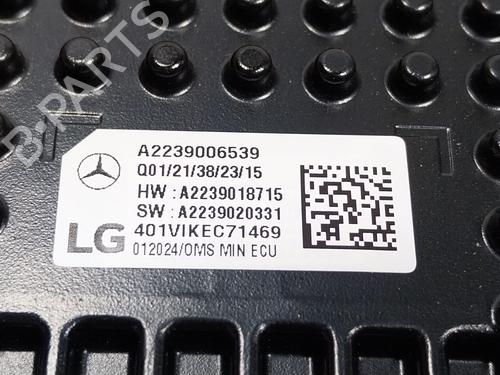 B-PARTS
A2239006539
Q01/21/38/23/15
HW : A2239018715
SW : A2239020331
LG 401VIKEC71469
012024/OMS MIN ECU